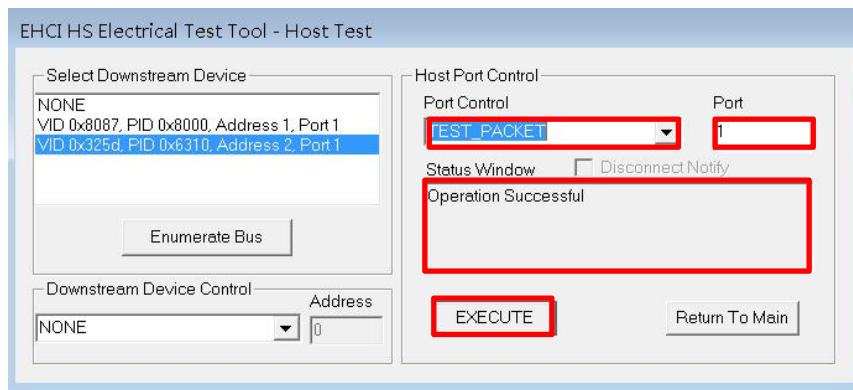 EHCI HS Electrical Test Tool - Host Test
Select Downstream Device
NONE
VID 0x8087, PID 0x8000, Address 1, Port 1
VID 0x325d, PID 0x6310, Address 2, Port 1
Enumerate Bus
Downstream Device Control
Address
NONE
0
Host Port Control
Port Control
Port
TEST_PACKET
1
Status Window
Disconnect Notify
Operation Successful
EXECUTE
Return To Main